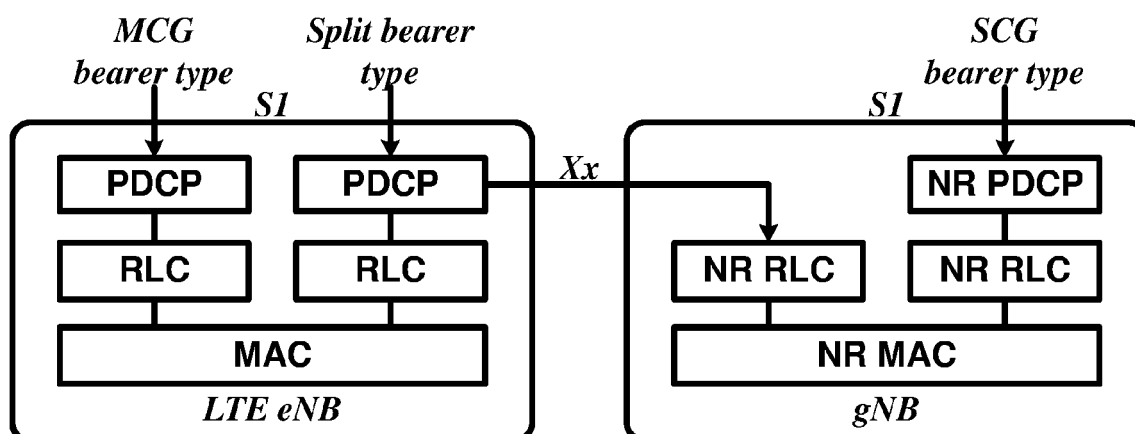 MCG
bearer type
Split bearer
type
SCG
bearer type
S1
S1
PDCP
PDCP
Xx
NR PDCP
RLC
RLC
NR RLC
NR RLC
MAC
NR MAC
LTE eNB
gNB